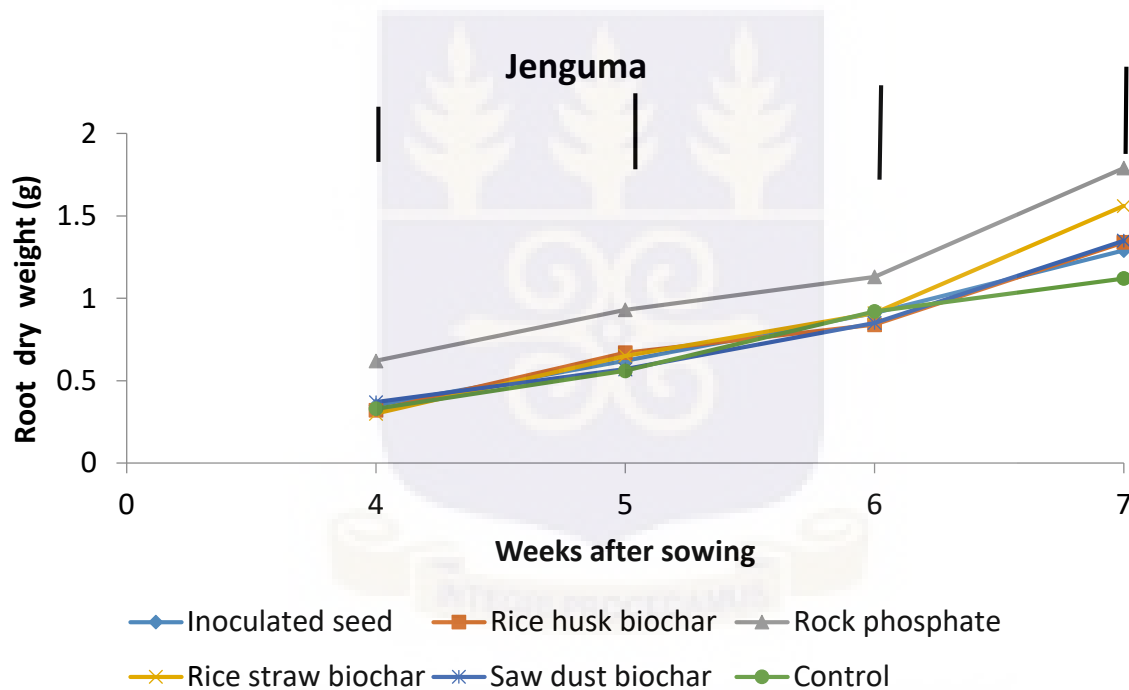 Jenguma
2
1.5
1
0.5
0
Root dry weight (g)
0 4 5 6 7
Weeks after sowing
Inoculated seed Rice husk biochar Rock phosphate
Rice straw biochar Saw dust biochar Control